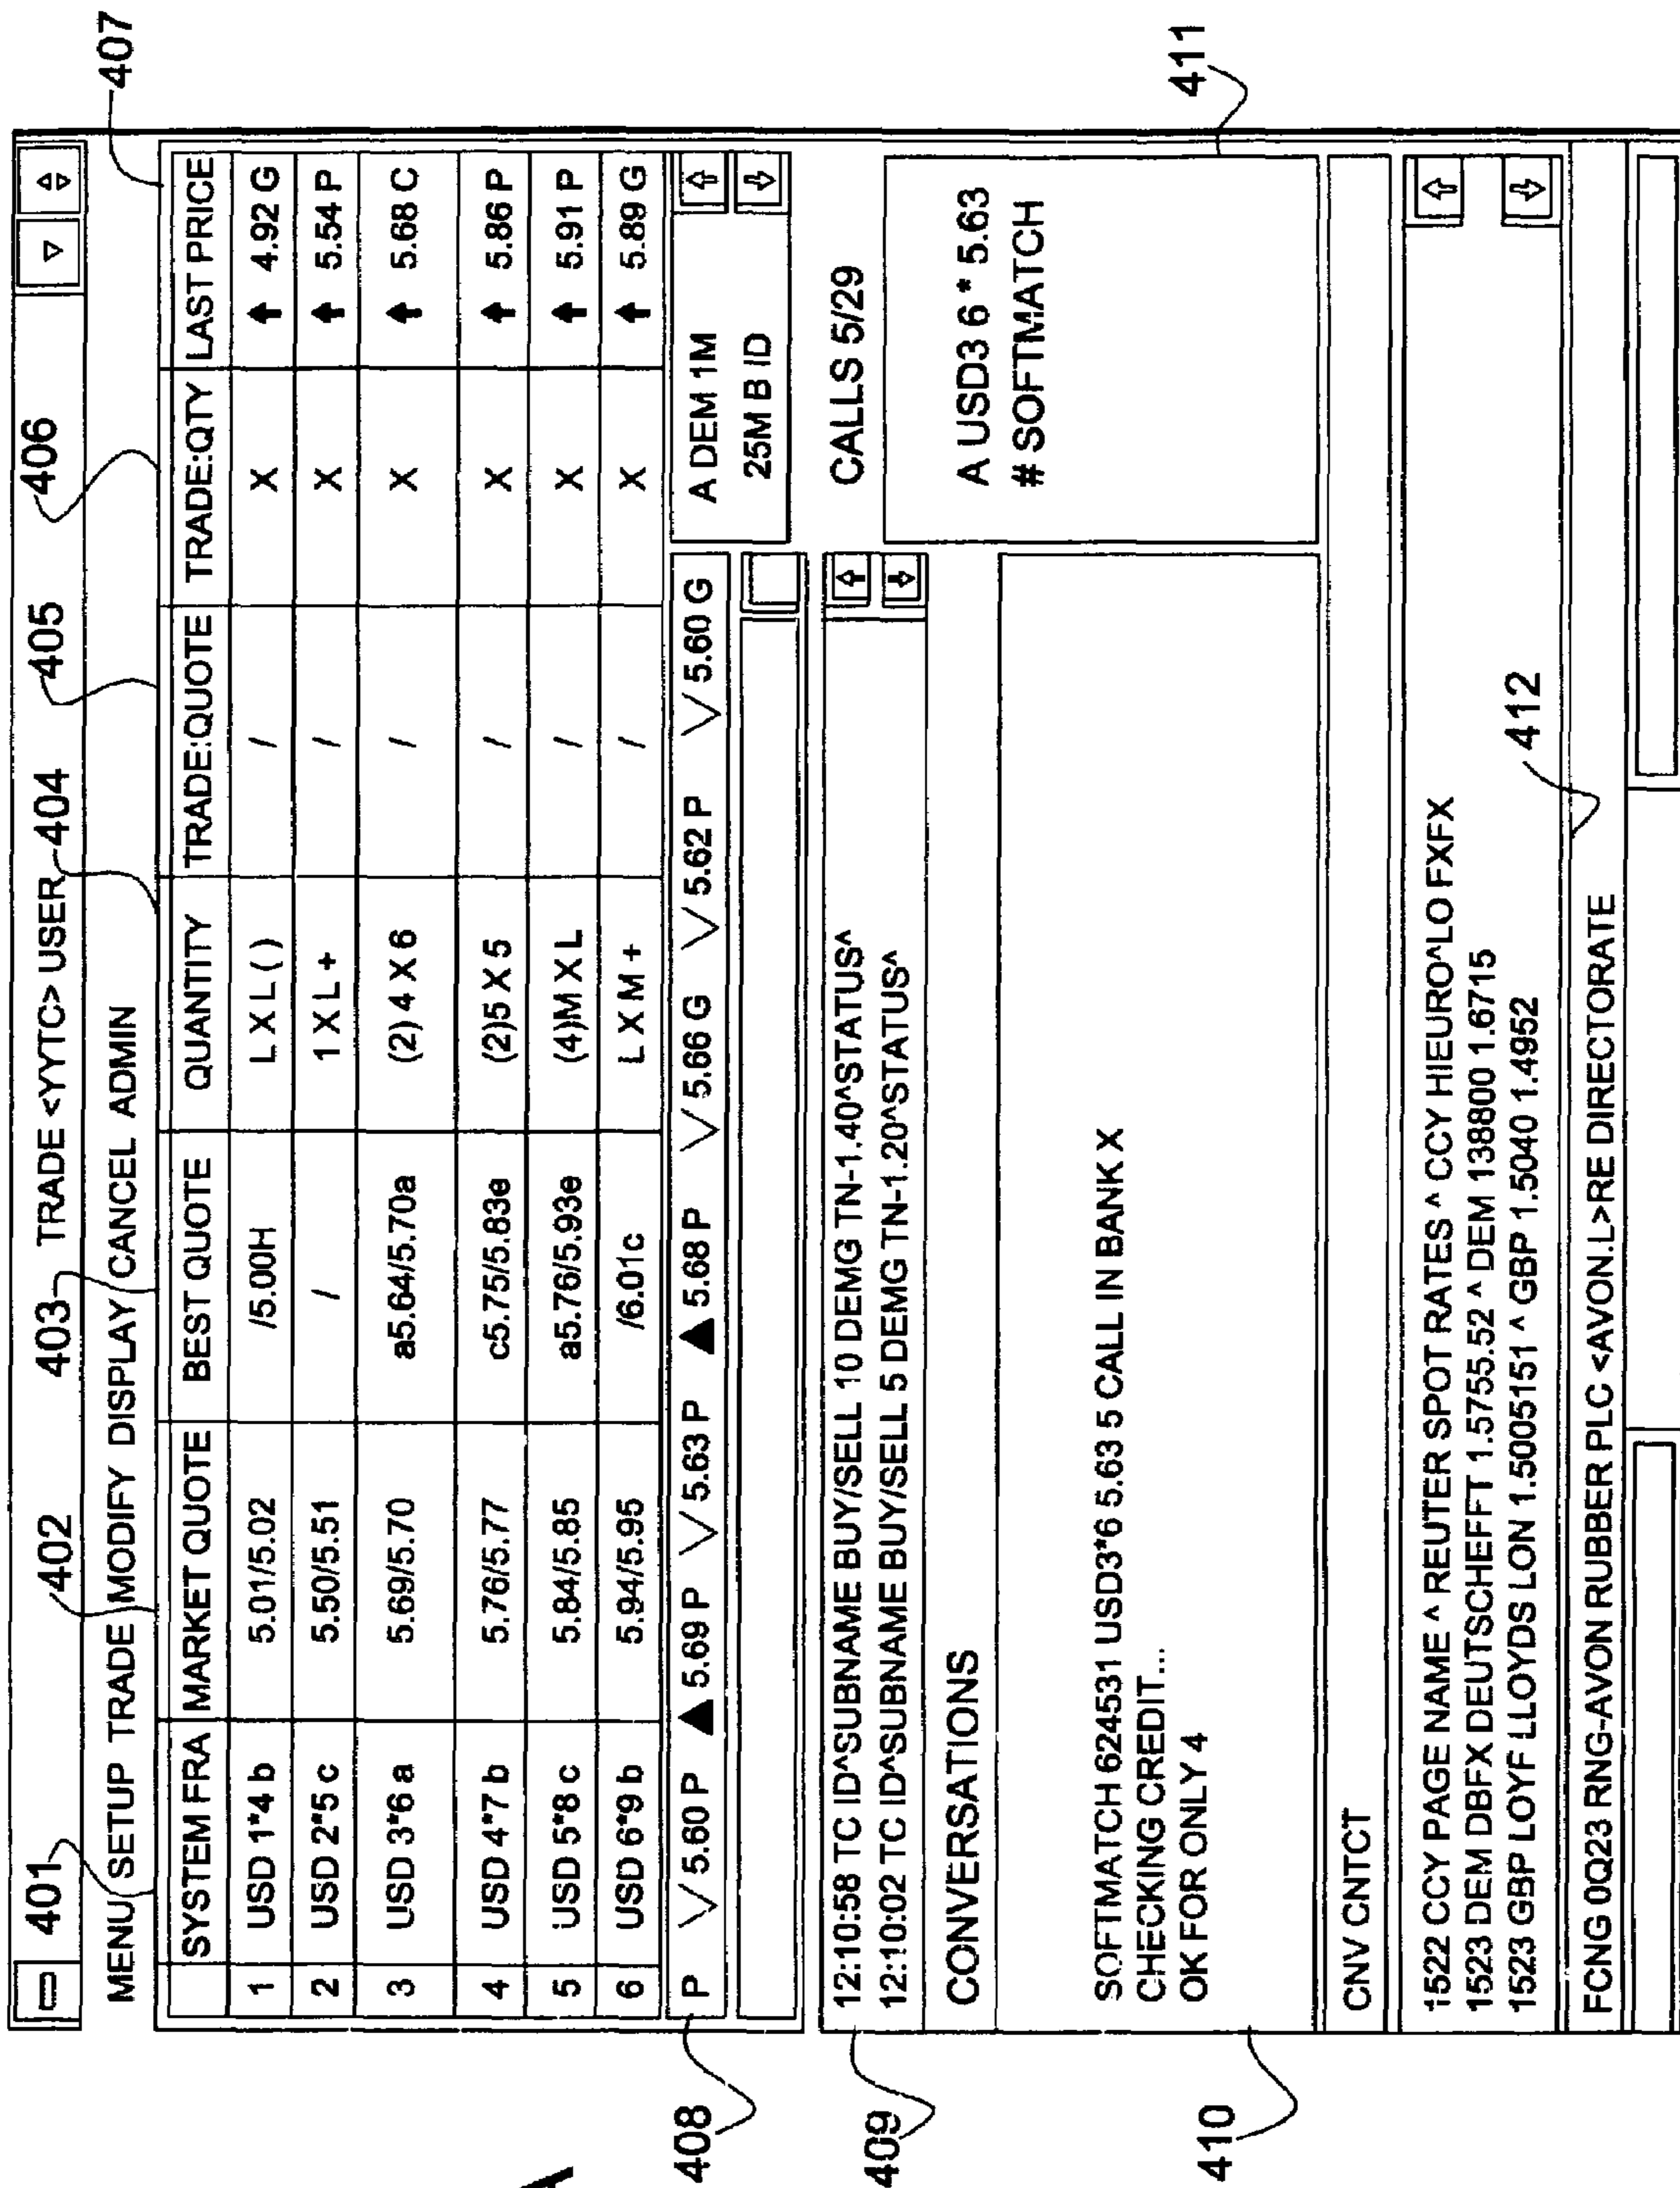 401 402 403 TRADE <YYTC> USER 404 405 406 407
MENU SETUP TRADE MODIFY DISPLAY CANCEL ADMIN
SYSTEM FRA MARKET QUOTE BEST QUOTE QUANTITY TRADE:QUOTE TRADE:QTY LAST PRICE
1 USD 1*4 b 5.01/5.02 /5.00H L X L ( ) / X 4.92 G
2 USD 2*5 c 5.50/5.51 / 1 X L + / X 5.54 P
3 USD 3*6 a 5.69/5.70 a5.64/5.70a (2) 4 X 6 / X 5.68 C
4 USD 4*7 b 5.76/5.77 c5.75/5.83e (2)5 X 5 / X 5.86 P
5 USD 5*8 c 5.84/5.85 a5.76/5.93e (4)M X L / X 5.91 P
6 USD 6*9 b 5.94/5.95 /6.01c L X M + / X 5.89 G
408 P ▽ 5.60 P ▲ 5.69 P ▽ 5.63 P ▲ 5.68 P ▽ 5.66 G ▽ 5.62 P ▽ 5.60 G A DEM 1M
25M B ID
409 12:10:58 TC ID^SUBNAME BUY/SELL 10 DEMG TN-1.40^STATUS^ CALLS 5/29
12:10:02 TC ID^SUBNAME BUY/SELL 5 DEMG TN-1.20^STATUS^
CONVERSATIONS
A USD3 6 * 5.63
# SOFTMATCH
411
410
SOFTMATCH 624531 USD3*6 5.63 5 CALL IN BANK X
CHECKING CREDIT...
OK FOR ONLY 4
CNV CNTCT
1522 CCY PAGE NAME ^ REUTER SPOT RATES ^ CCY HIEURO^LO FXFX
1523 DEM DBFX DEUTSCHEFFT 1.5755.52 ^ DEM 138800 1.6715
1523 GBP LOYF LLOYDS LON 1.5005151 ^ GBP 1.5040 1.4952
412
FCNG 0Q23 RNG-AVON RUBBER PLC <AVON.L>RE DIRECTORATE